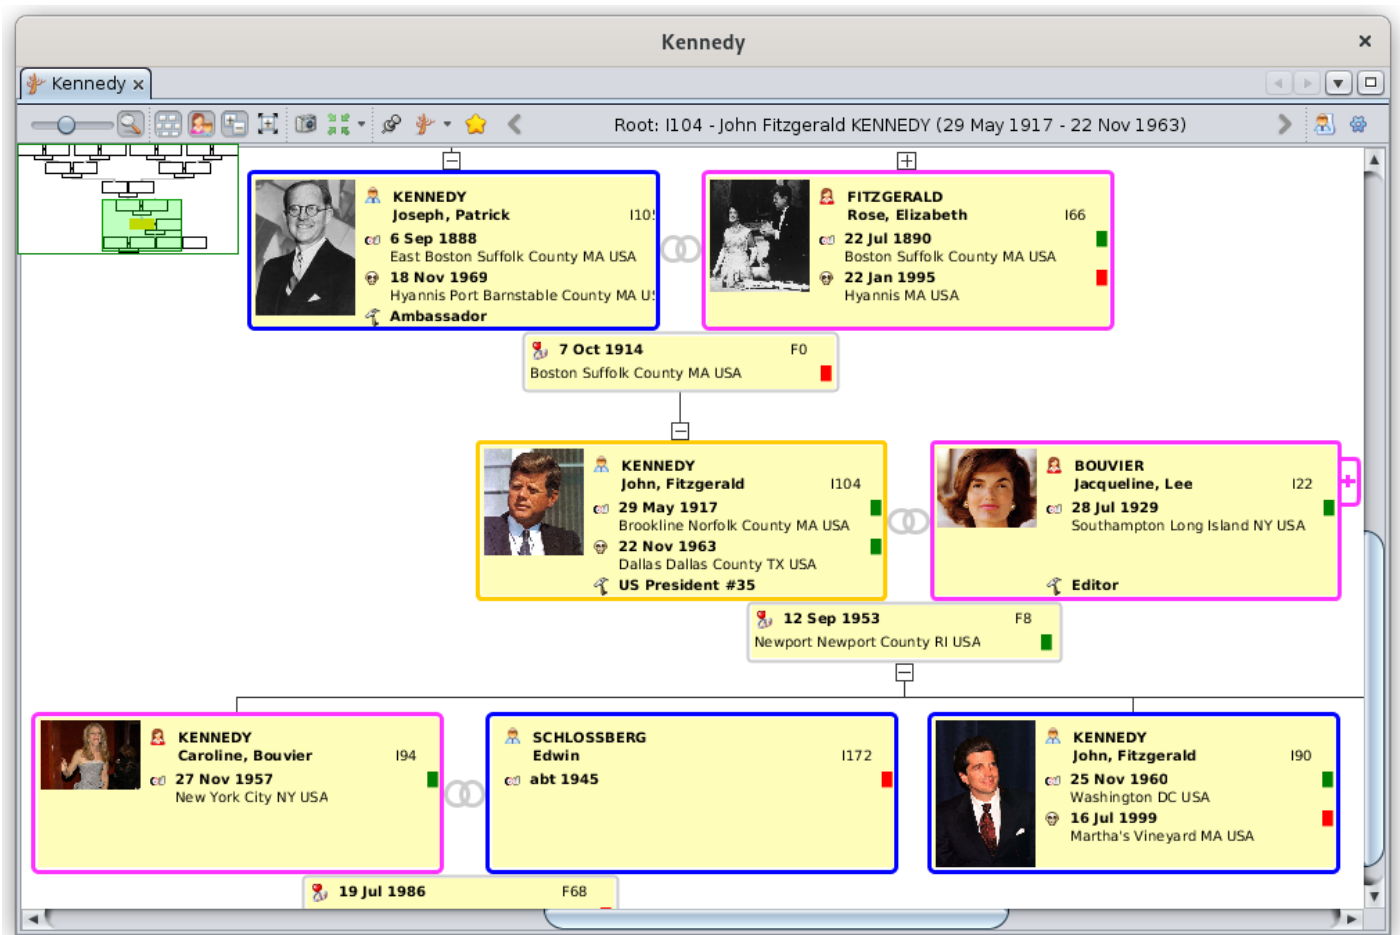 Kennedy
Kennedy
Root: I104 - John Fitzgerald KENNEDY (29 May 1917 - 22 Nov 1963)
KENNEDY
Joseph, Patrick I105
6 Sep 1888
East Boston Suffolk County MA USA
18 Nov 1969
Hyannis Port Barnstable County MA US
Ambassador
FITZGERALD
Rose, Elizabeth I66
22 Jul 1890
Boston Suffolk County MA USA
22 Jan 1995
Hyannis MA USA
7 Oct 1914 F0
Boston Suffolk County MA USA
KENNEDY
John, Fitzgerald I104
29 May 1917
Brookline Norfolk County MA USA
22 Nov 1963
Dallas Dallas County TX USA
US President #35
BOUVIER
Jacqueline, Lee I22
28 Jul 1929
Southampton Long Island NY USA
Editor
12 Sep 1953 F8
Newport Newport County RI USA
KENNEDY
Caroline, Bouvier I94
27 Nov 1957
New York City NY USA
SCHLOSSBERG
Edwin I172
abt 1945
KENNEDY
John, Fitzgerald I90
25 Nov 1960
Washington DC USA
16 Jul 1999
Martha's Vineyard MA USA
19 Jul 1986 F68